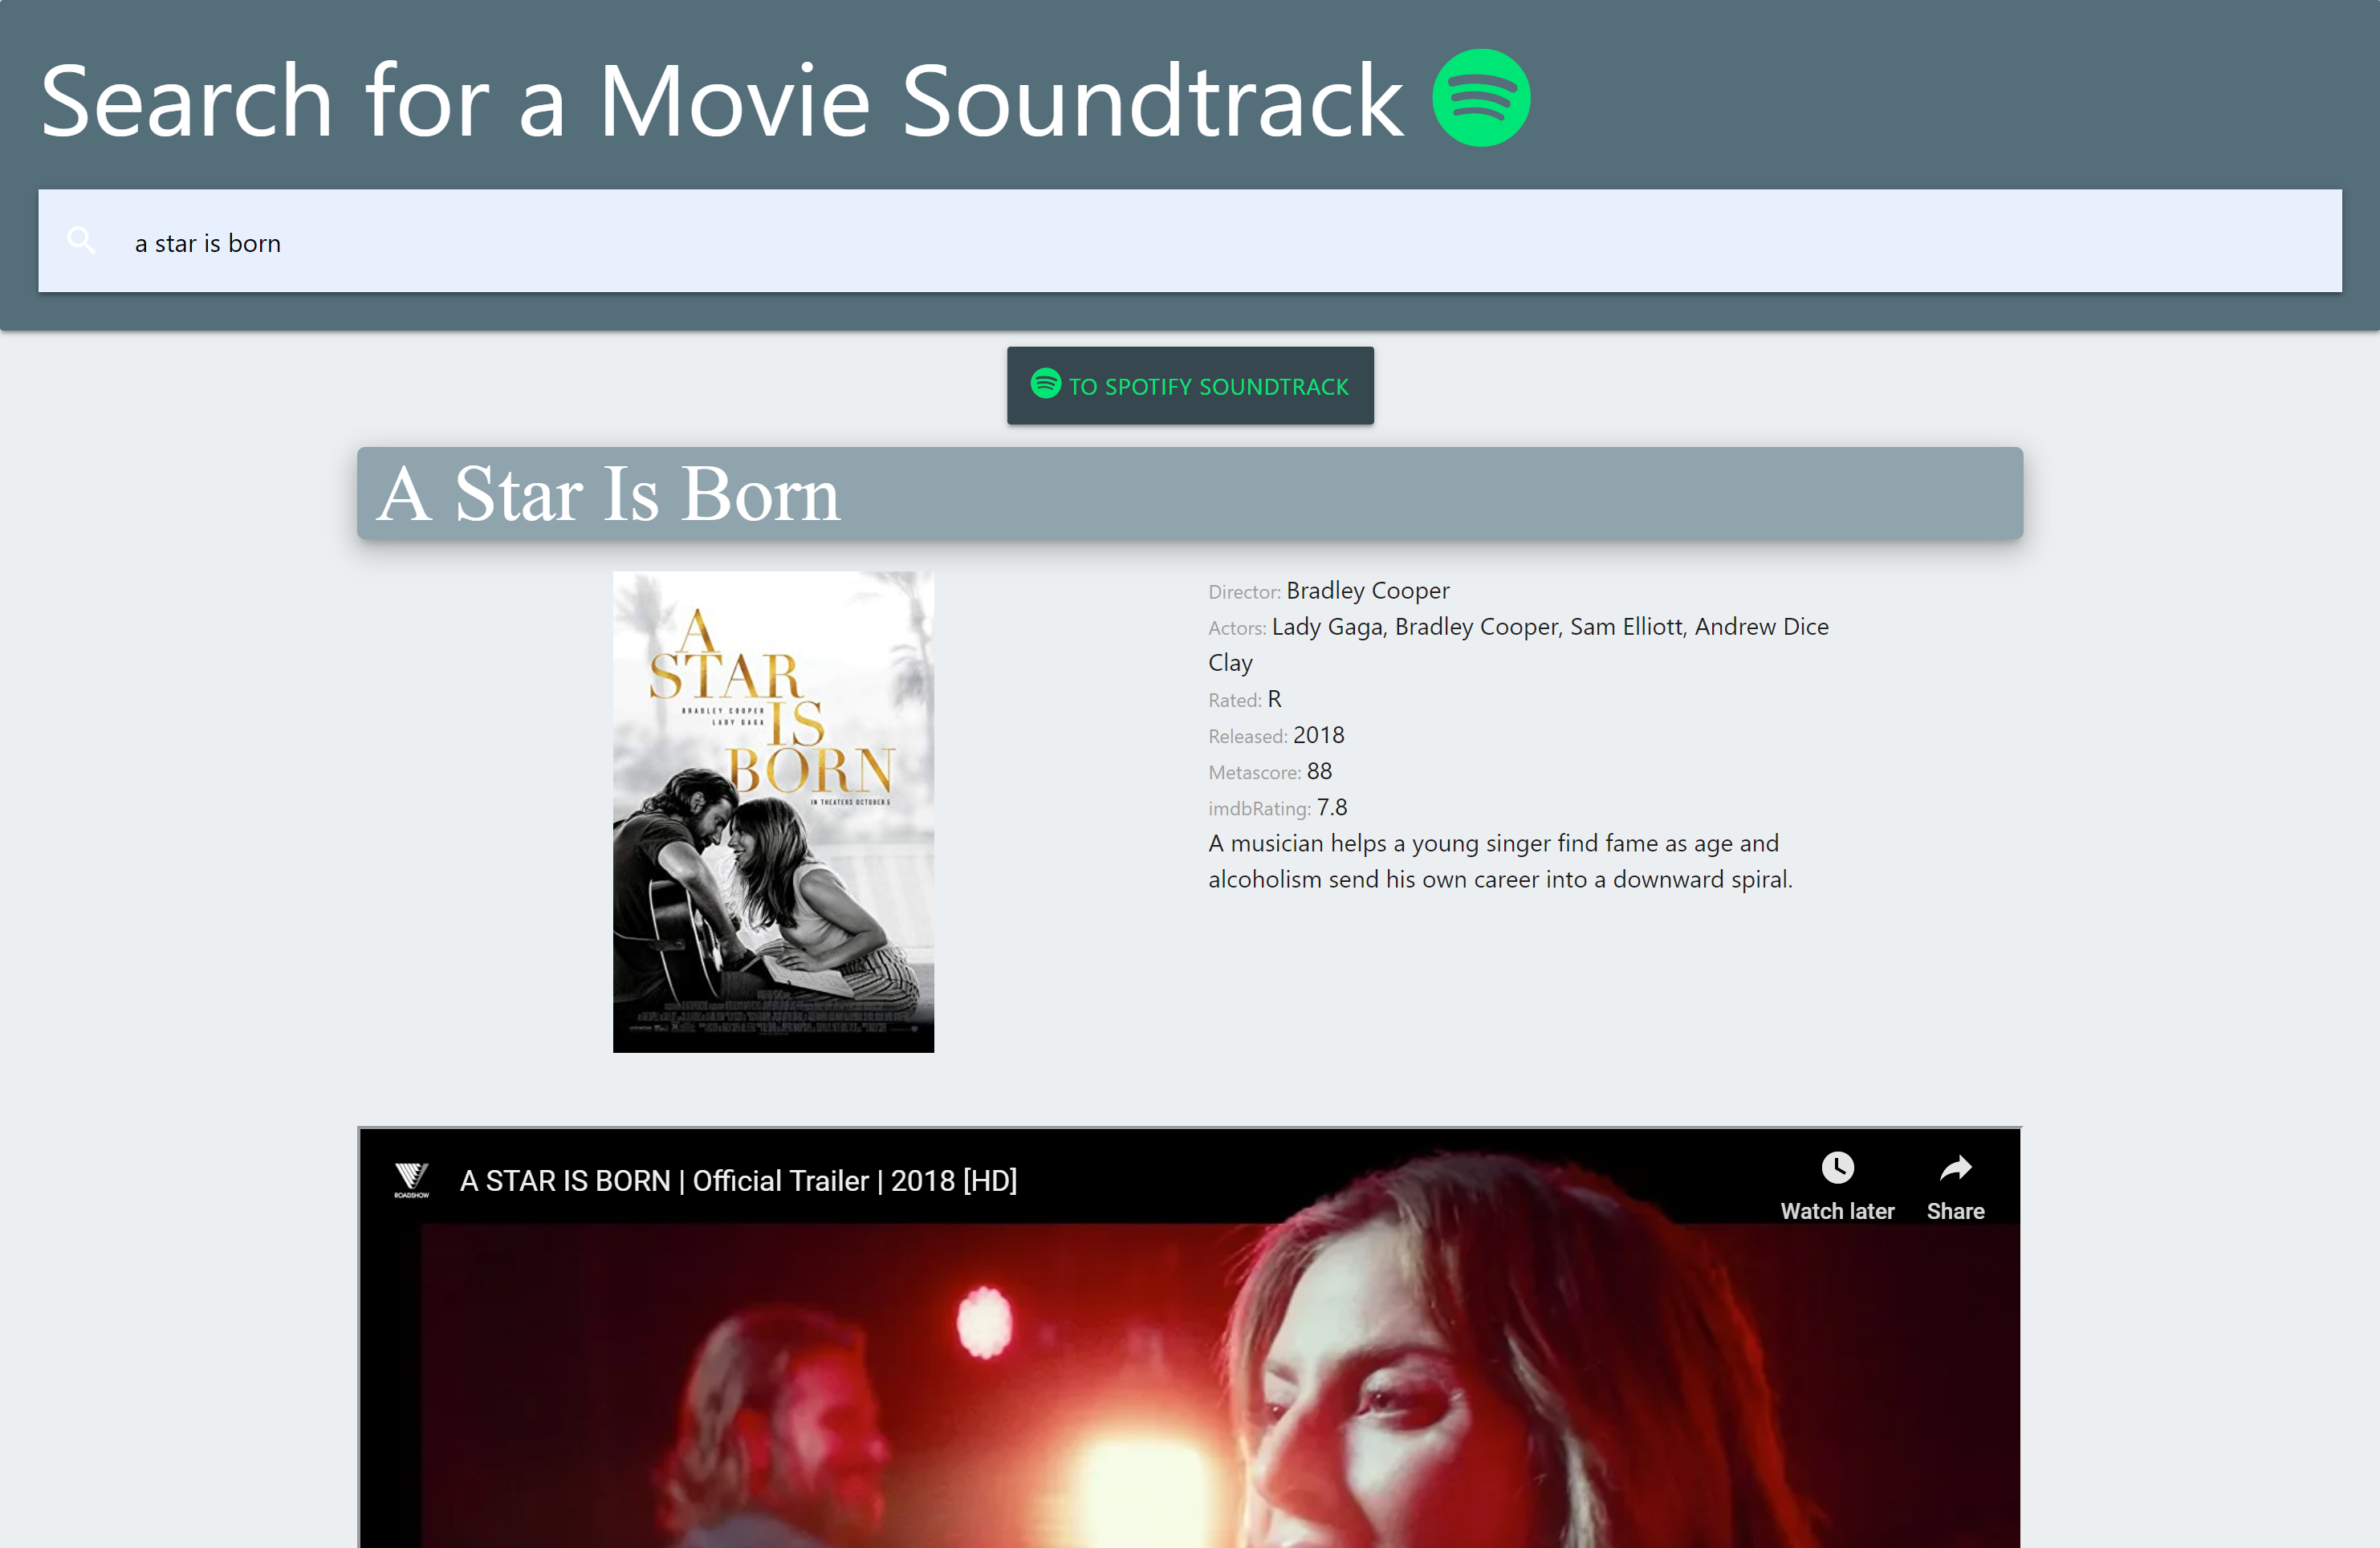 Search for a Movie Soundtrack
a star is born
TO SPOTIFY SOUNDTRACK
A Star Is Born
A
STAR
BRADLEY COOPER
LADY GAGA
IS
BORN
IN THEATERS OCTOBER 5
Director: Bradley Cooper
Actors: Lady Gaga, Bradley Cooper, Sam Elliott, Andrew Dice
Clay
Rated: R
Released: 2018
Metascore: 88
imdbRating: 7.8
A musician helps a young singer find fame as age and
alcoholism send his own career into a downward spiral.
ROADSHOW
A STAR IS BORN | Official Trailer | 2018 [HD]
Watch later
Share